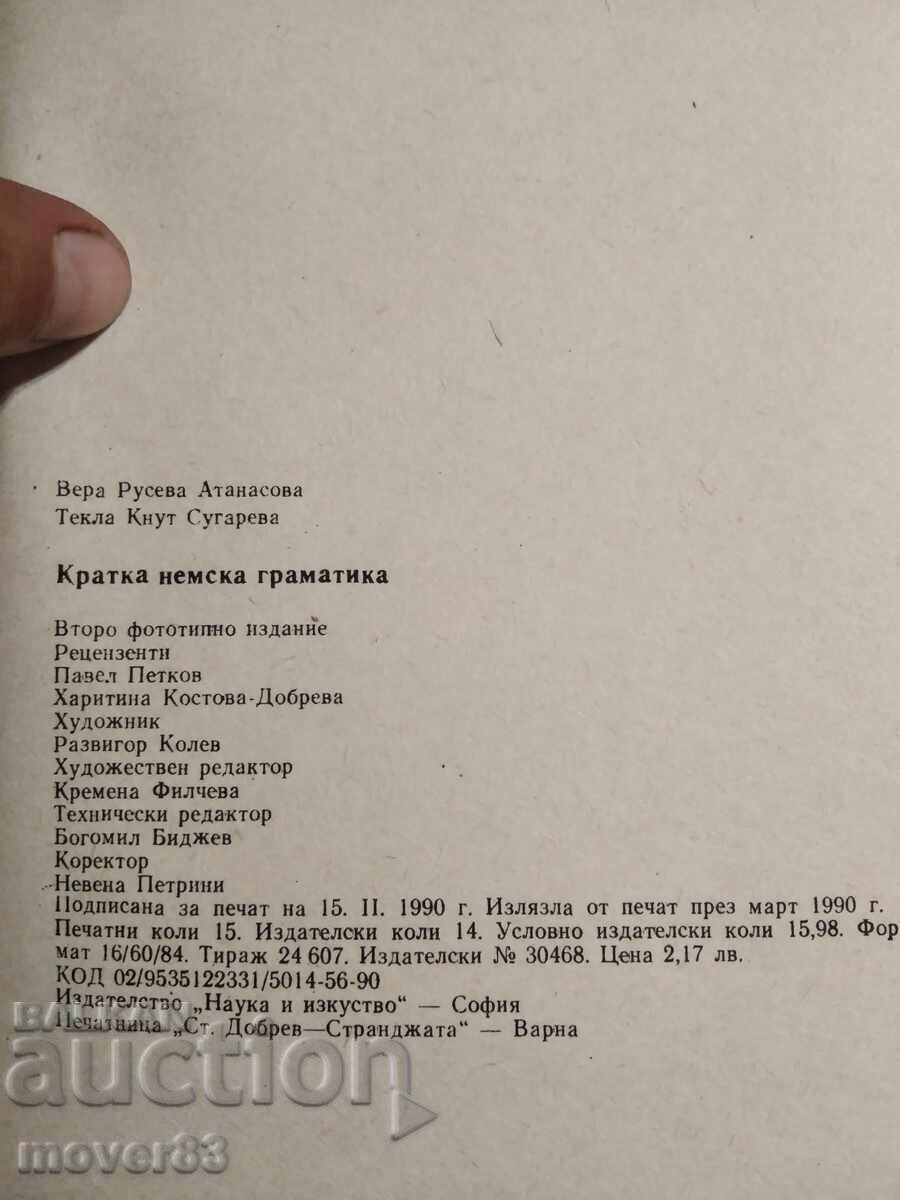 Вера Русева Атанасова
Текла Кнут Сугарева
Кратка немска граматика
Второ фототипно издание
Рецензенти
Павел Петков
Харитина Костова-Добрева
Художник
Развигор Колев
Художествен редактор
Кремена Филчева
Технически редактор
Богомил Биджев
Коректор
Невена Петрини
Подписана за печат на 15. II. 1990 г. Излязла от печат през март 1990 г.
Печатни коли 15. Издателски коли 14. Условно издателски коли 15,98. Фор
мат 16/60/84. Тираж 24 607. Издателски № 30468. Цена 2,17 лв.
КОД 02/9535122331/5014-56-90
Издателство „Наука и изкуство“ — София
Печатница „Ст. Добрев—Странджата“ — Варна
BALKAN
auction
mover83